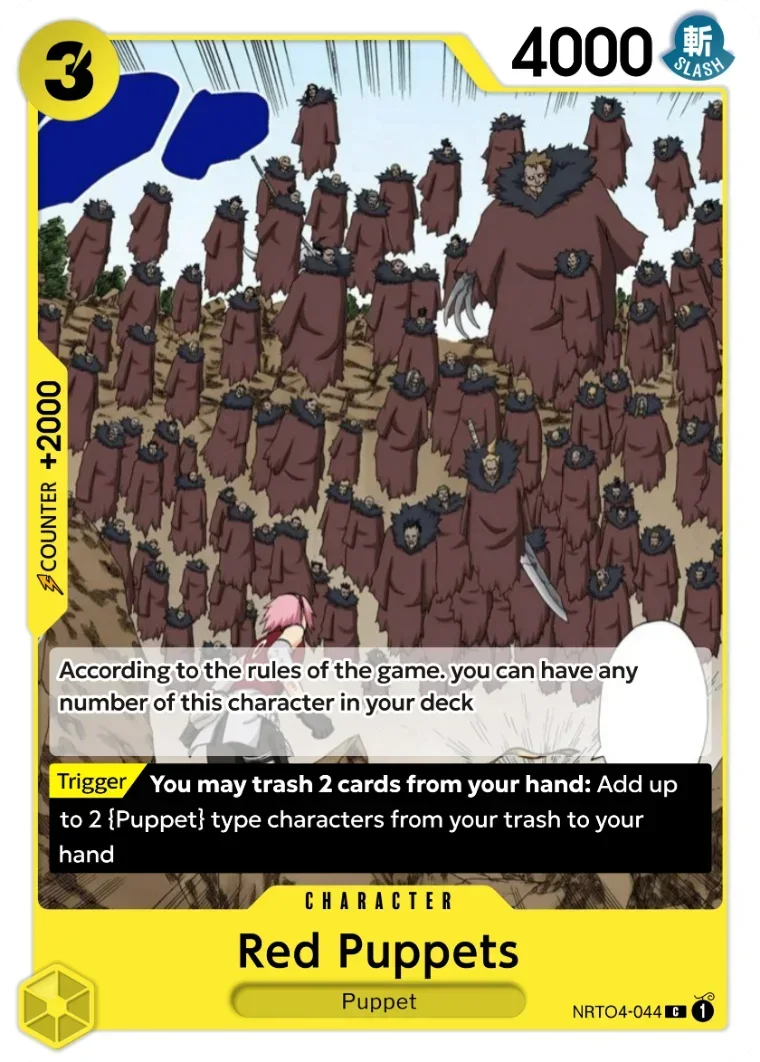 3
4000
斬
SLASH
COUNTER +2000
According to the rules of the game. you can have any
number of this character in your deck
Trigger You may trash 2 cards from your hand: Add up
to 2 {Puppet} type characters from your trash to your
hand
CHARACTER
Red Puppets
Puppet
NRTO4-044 C 1